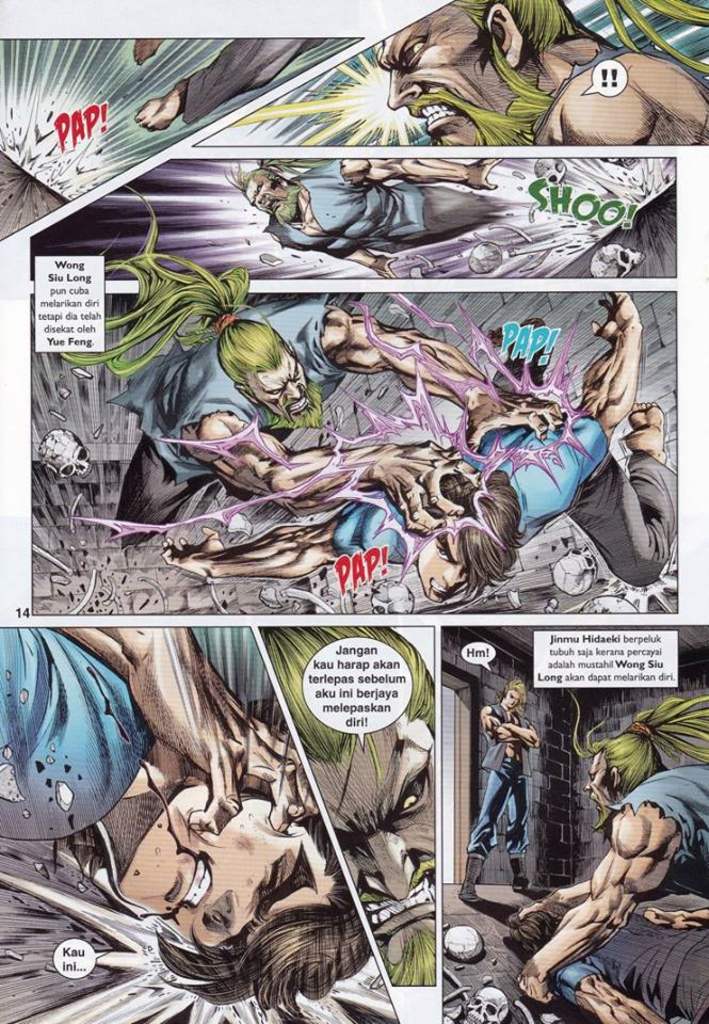 !!
PAP!
SHOO!
Wong
Siu Long
pun cuba
melarikan diri
tetapi diri telah
disekat oleh
Yue Feng.
PAP!
PAP!
14
Jangan
kau harap akan
terlepas sebelum
aku ini berjaya
melepaskan
diri!
Kau
ini...
Hm!
Jinmu Hidaeki berpeluk
tubuh saja kerana percayai
adalah mustahil Wong Siu
Long akan dapat melarikan diri.